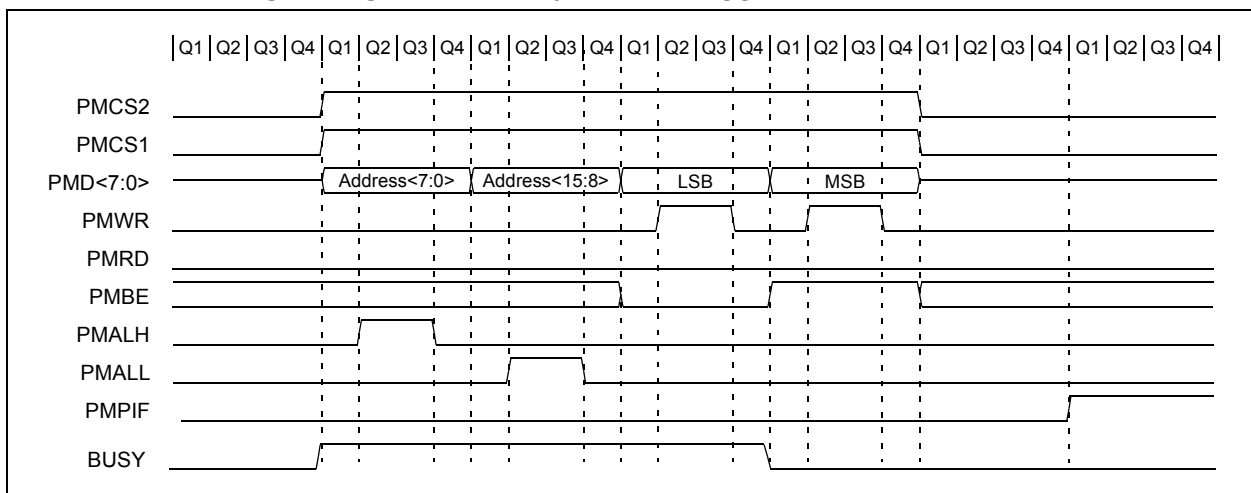 Q1 Q2 Q3 Q4 Q1 Q2 Q3 Q4 Q1 Q2 Q3 Q4 Q1 Q2 Q3 Q4 Q1 Q2 Q3 Q4 Q1 Q2 Q3 Q4 Q1 Q2 Q3 Q4
PMCS2
PMCS1
PMD<7:0> Address<7:0> Address<15:8> LSB MSB
PMWR
PMRD
PMBE
PMALH
PMALL
PMPIF
BUSY